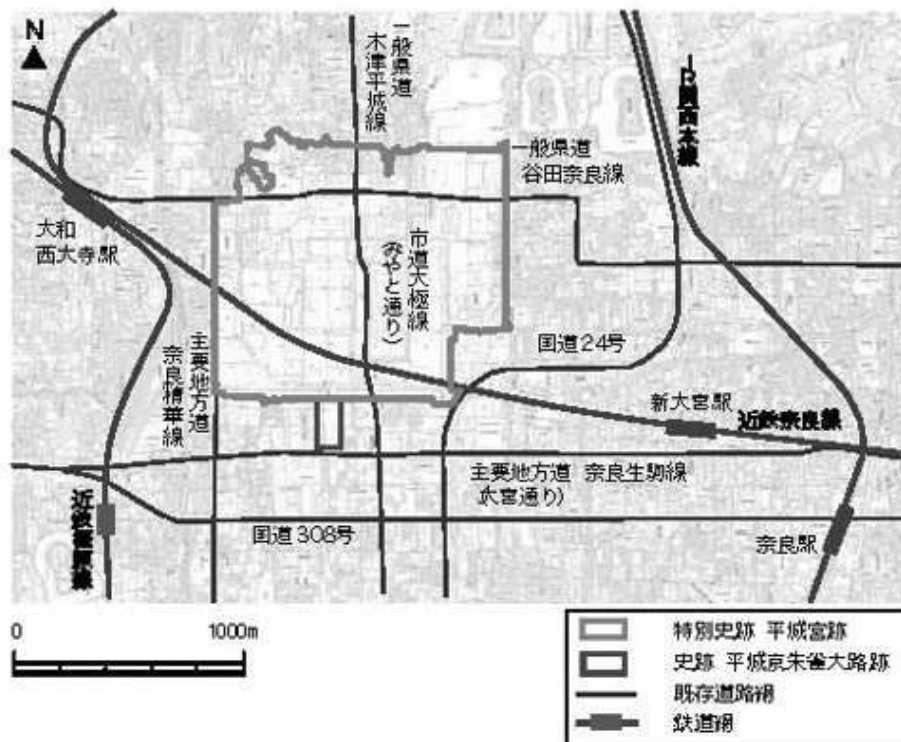 N
一般県道
木津平城線
JR関西本線
一般県道
谷田奈良線
大和
西大寺駅
市道大極線
(みやと通り)
国道24号
主要地方道
奈良精華線
新大宮駅
近鉄奈良線
主要地方道 奈良生駒線
(大宮通り)
近鉄橿原線
国道308号
奈良駅
0 1000m
特別史跡 平城宮跡
史跡 平城京朱雀大路跡
既存道路網
鉄道網